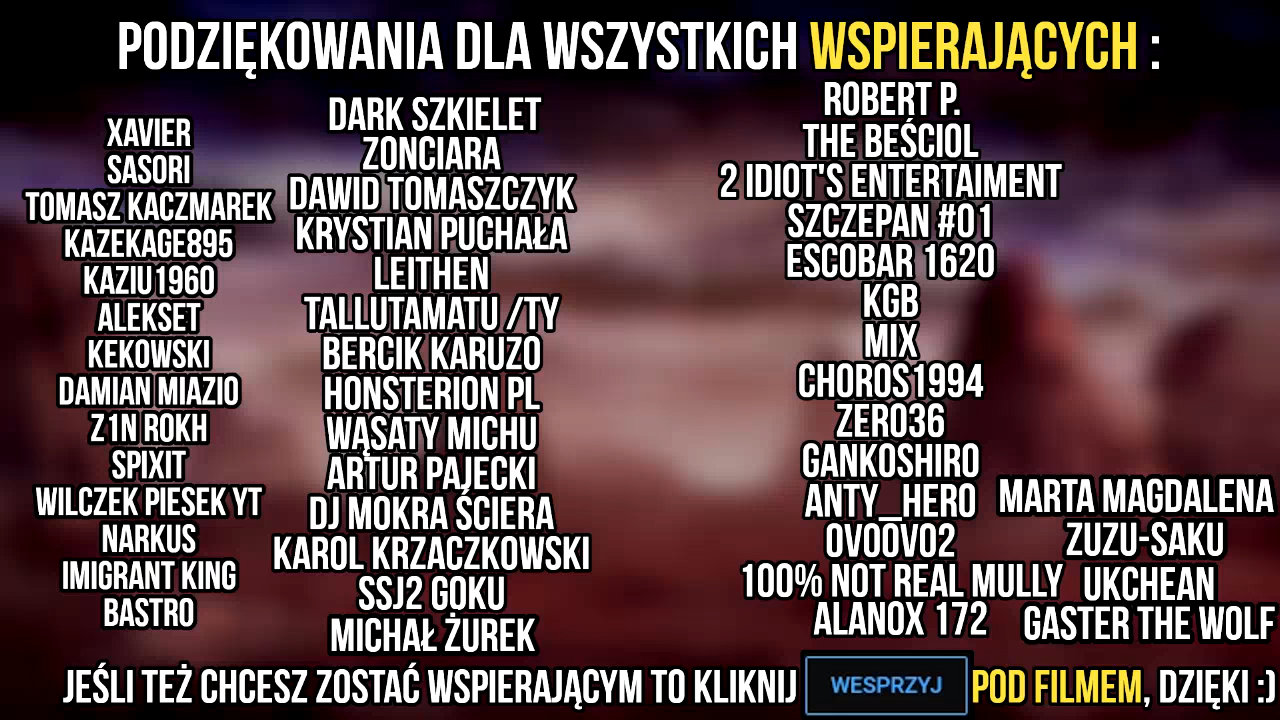 PODZIĘKOWANIA DLA WSZYSTKICH WSPIERAJĄCYCH :
XAVIER
SASORI
TOMASZ KACZMAREK
KAZEKAGE895
KAZIU1960
ALEKSET
KEKOWSKI
DAMIAN MIAZIO
Z1N ROKH
SPIXIT
WILCZEK PIESEK YT
NARKUS
IMIGRANT KING
BASTRO
DARK SZKIELET
ZONCIARA
DAWID TOMASZCZYK
KRYSTIAN PUCHAŁA
LEITHEN
TALLUTAMATU /TY
BERCIK KARUZO
HONSTERION PL
WĄSATY MICHU
ARTUR PAJECKI
DJ MOKRA ŚCIERA
KAROL KRZACZKOWSKI
SSJ2 GOKU
MICHAŁ ŻUREK
ROBERT P.
THE BEŚCIOL
2 IDIOT'S ENTERTAIMENT
SZCZEPAN #01
ESCOBAR 1620
KGB
MIX
CHOROS1994
ZERO36
GANKOSHIRO
ANTY_HERO
OVOOVO2
100% NOT REAL MULLY
ALANOX 172
MARTA MAGDALENA
ZUZU-SAKU
UKCHEAN
GASTER THE WOLF
JEŚLI TEŻ CHCESZ ZOSTAĆ WSPIERAJĄCYM TO KLIKNIJ WESPRZYJ POD FILMEM, DZIĘKI :)